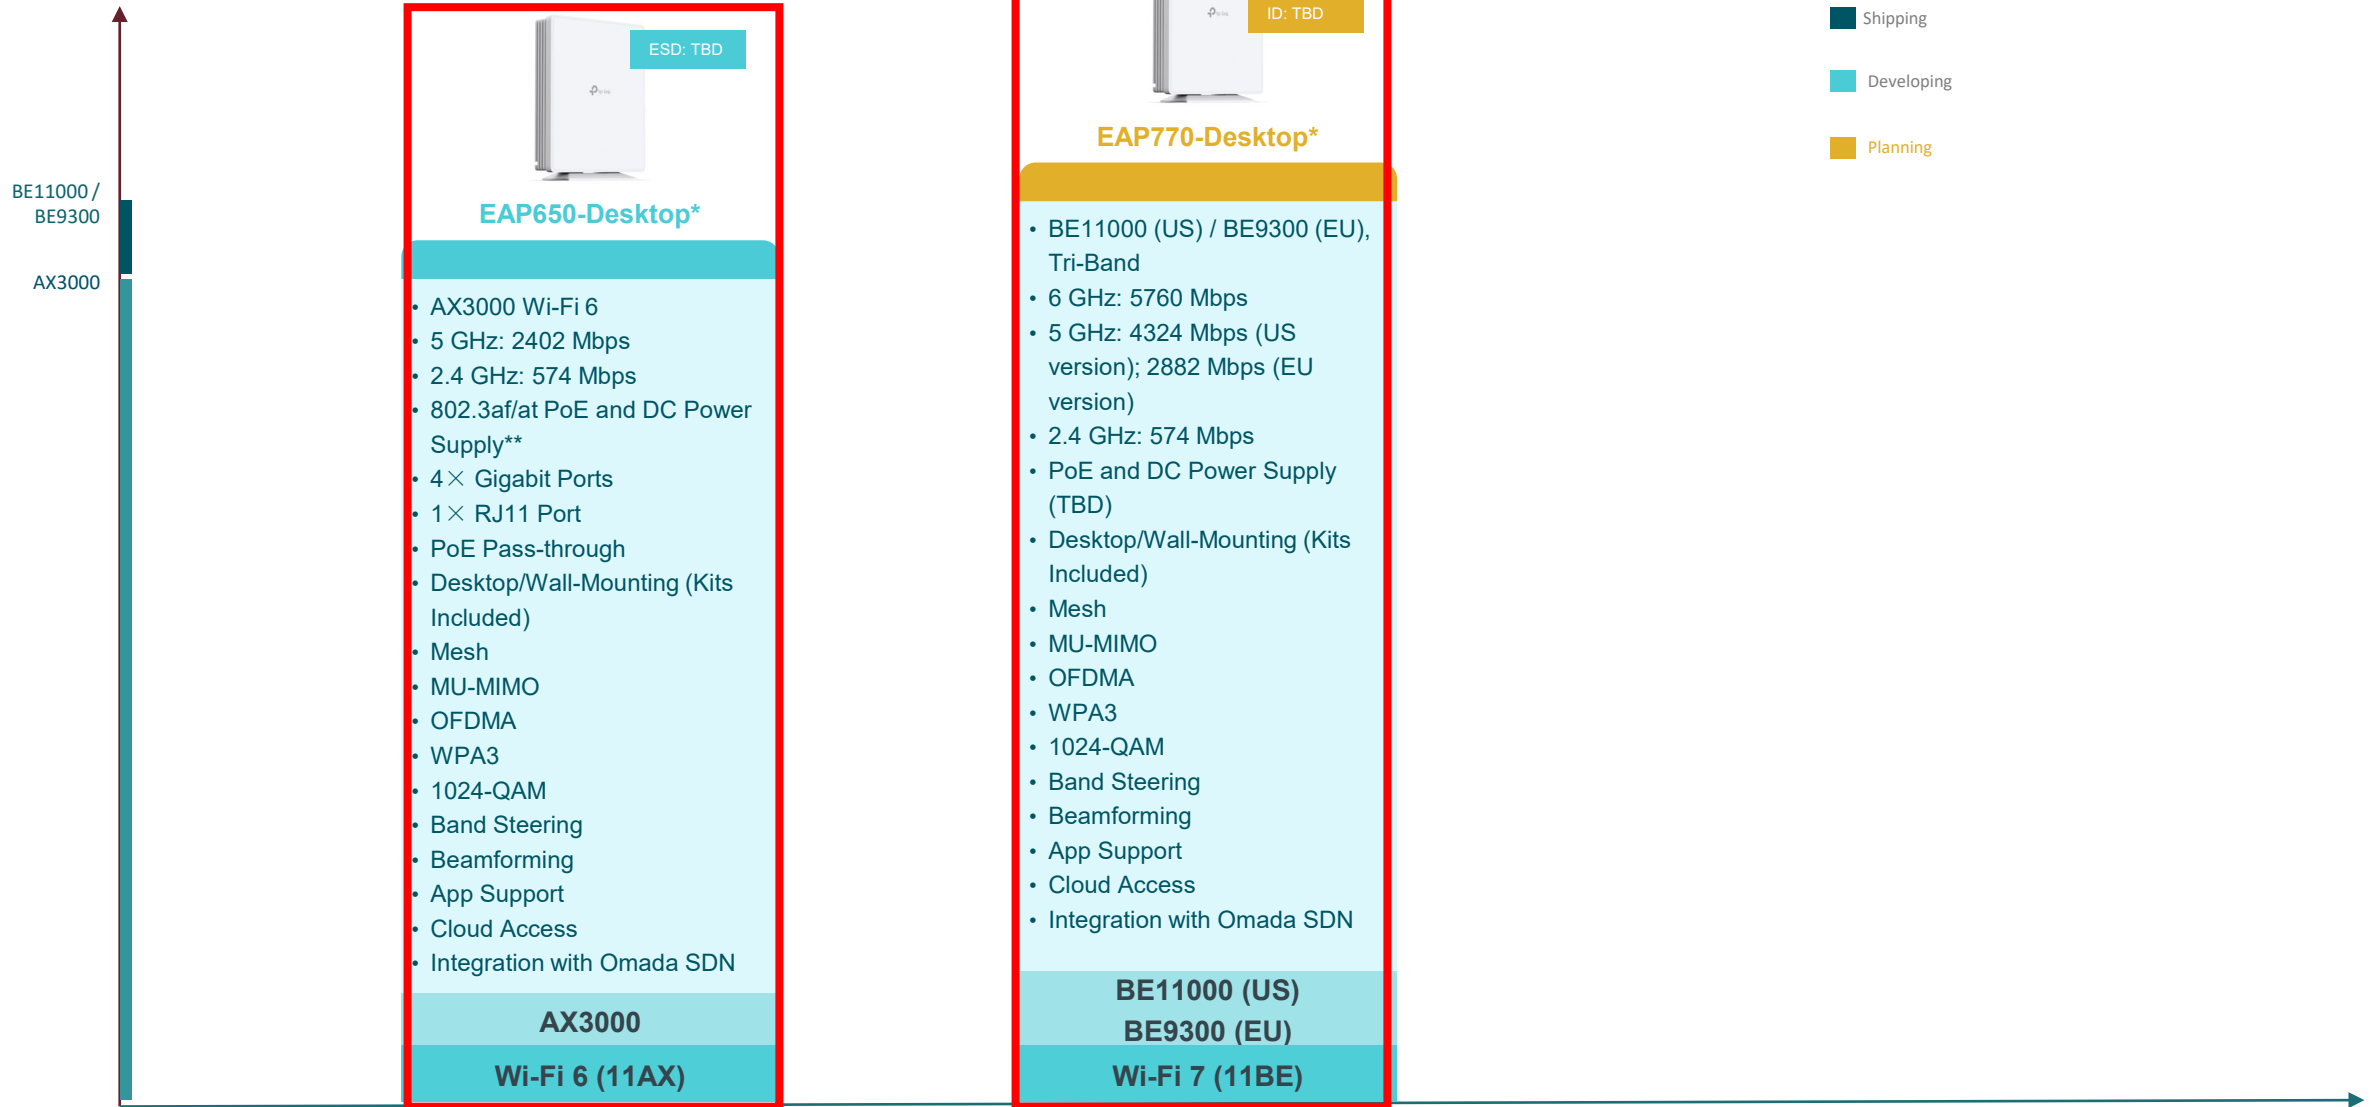 ESD: TBD
ID: TBD
Shipping
Developing
Planning
BE11000 /
BE9300
AX3000
EAP650-Desktop*
• AX3000 Wi-Fi 6
• 5 GHz: 2402 Mbps
• 2.4 GHz: 574 Mbps
• 802.3af/at PoE and DC Power
Supply**
• 4× Gigabit Ports
• 1× RJ11 Port
• PoE Pass-through
• Desktop/Wall-Mounting (Kits
Included)
• Mesh
• MU-MIMO
• OFDMA
• WPA3
• 1024-QAM
• Band Steering
• Beamforming
• App Support
• Cloud Access
• Integration with Omada SDN
AX3000
Wi-Fi 6 (11AX)
EAP770-Desktop*
• BE11000 (US) / BE9300 (EU),
Tri-Band
• 6 GHz: 5760 Mbps
• 5 GHz: 4324 Mbps (US
version); 2882 Mbps (EU
version)
• 2.4 GHz: 574 Mbps
• PoE and DC Power Supply
(TBD)
• Desktop/Wall-Mounting (Kits
Included)
• Mesh
• MU-MIMO
• OFDMA
• WPA3
• 1024-QAM
• Band Steering
• Beamforming
• App Support
• Cloud Access
• Integration with Omada SDN
BE11000 (US)
BE9300 (EU)
Wi-Fi 7 (11BE)